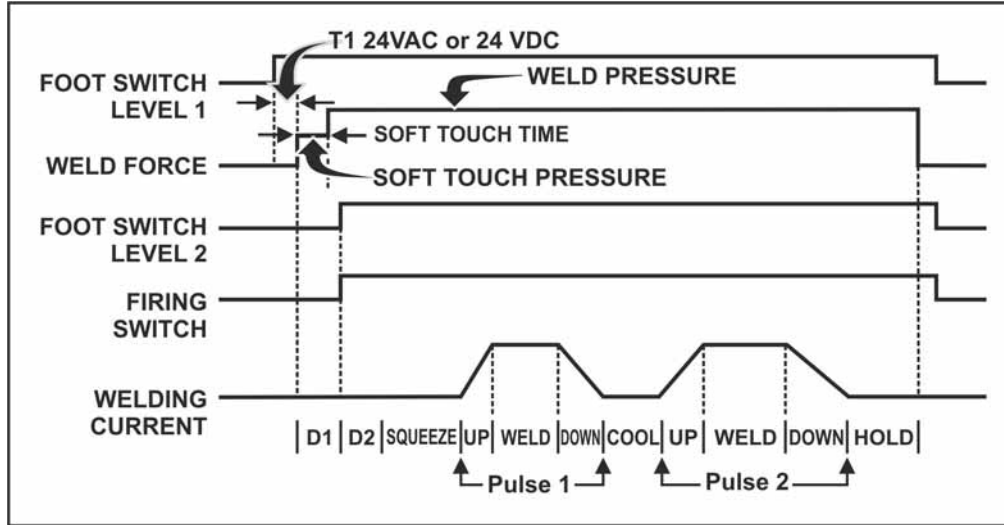 T1 24VAC or 24 VDC
FOOT SWITCH
LEVEL 1
WELD PRESSURE
SOFT TOUCH TIME
WELD FORCE
SOFT TOUCH PRESSURE
FOOT SWITCH
LEVEL 2
FIRING
SWITCH
WELDING
CURRENT
D1 D2 SQUEEZE UP WELD DOWN COOL UP WELD DOWN HOLD
Pulse 1 Pulse 2